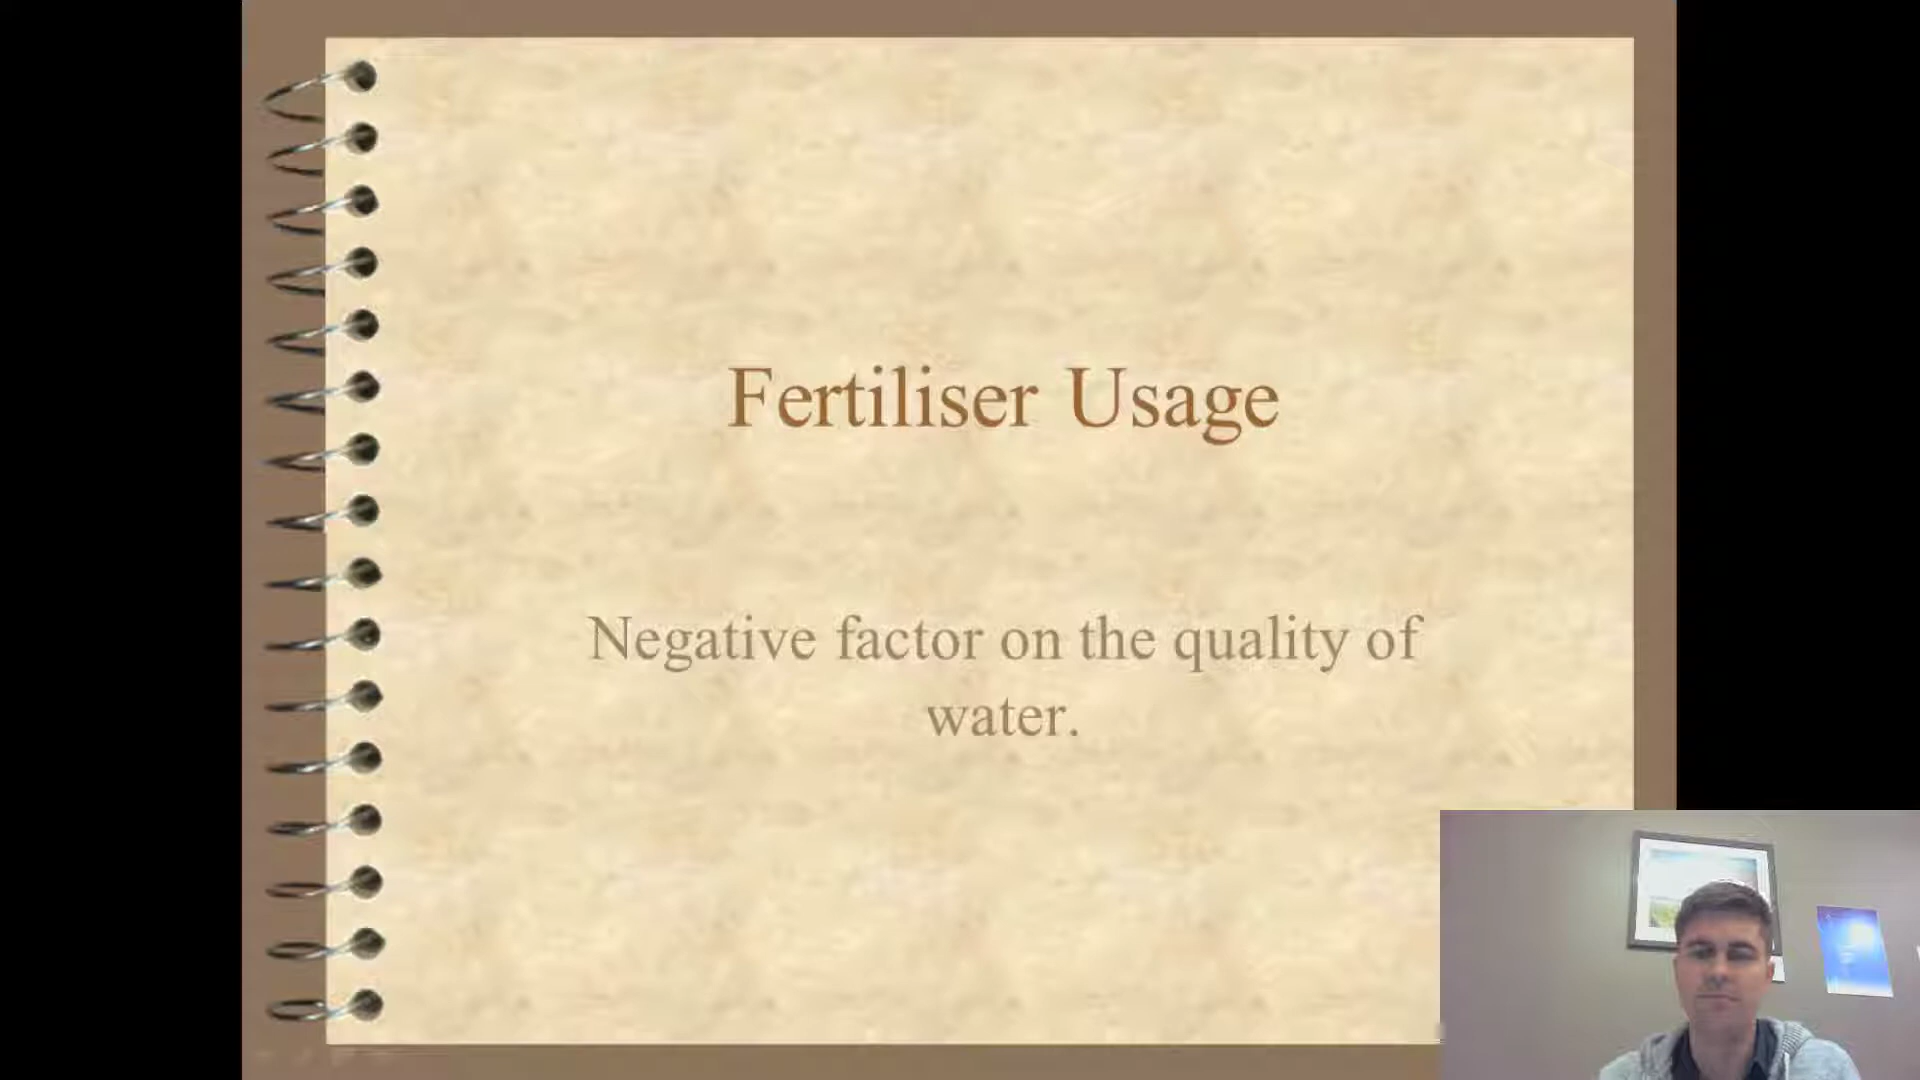 Fertiliser Usage
Negative factor on the quality of
water.